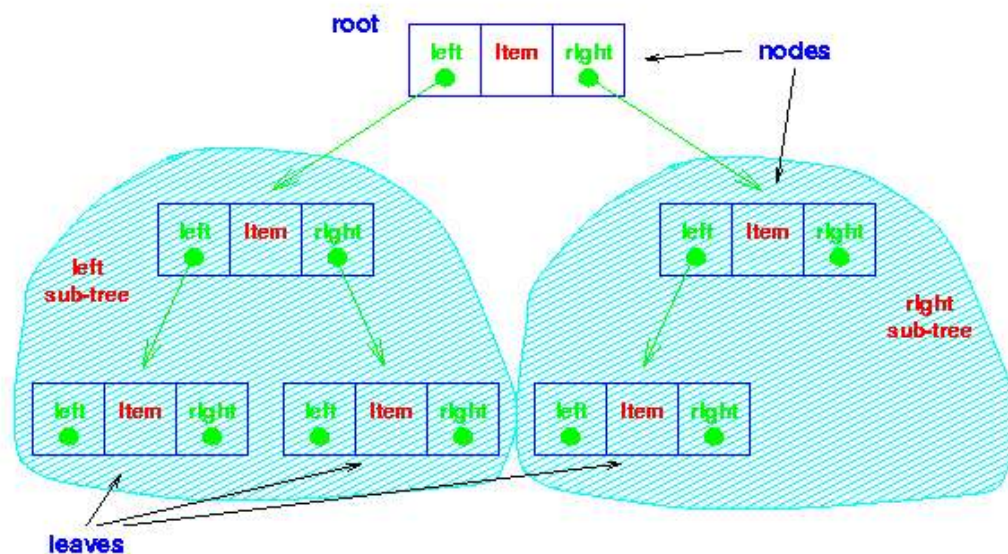 root
left Item right
nodes
left Item right
left Item right
left
sub-tree
right
sub-tree
left Item right
left Item right
left Item right
leaves